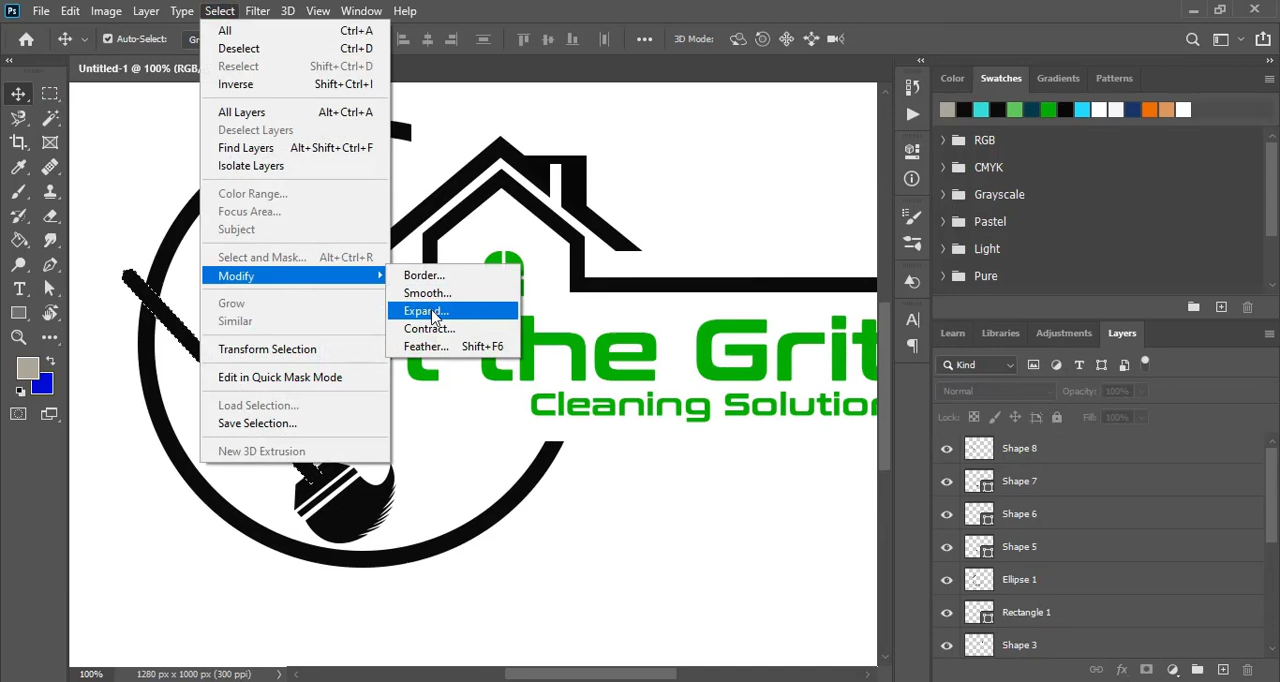 Ps File Edit Image Layer Type Select Filter 3D View Window Help
Auto-Select: Gr 3D Mode:
Untitled-1 @ 100% (RGB/
All Ctrl+A
Deselect Ctrl+D
Reselect Shift+Ctrl+D
Inverse Shift+Ctrl+I
All Layers Alt+Ctrl+A
Deselect Layers
Find Layers Alt+Shift+Ctrl+F
Isolate Layers
Color Range...
Focus Area...
Subject
Select and Mask... Alt+Ctrl+R
Modify
Grow
Similar
Transform Selection
Edit in Quick Mask Mode
Load Selection...
Save Selection...
New 3D Extrusion
Border...
Smooth...
Expand...
Contract...
Feather... Shift+F6
the Grit
Cleaning Solution
Color Swatches Gradients Patterns
RGB
CMYK
Grayscale
Pastel
Light
Pure
Learn Libraries Adjustments Layers
Kind
Normal Opacity: 100%
Lock: Fill: 100%
Shape 8
Shape 7
Shape 6
Shape 5
Ellipse 1
Rectangle 1
Shape 3
100% 1280 px x 1000 px (300 ppi)